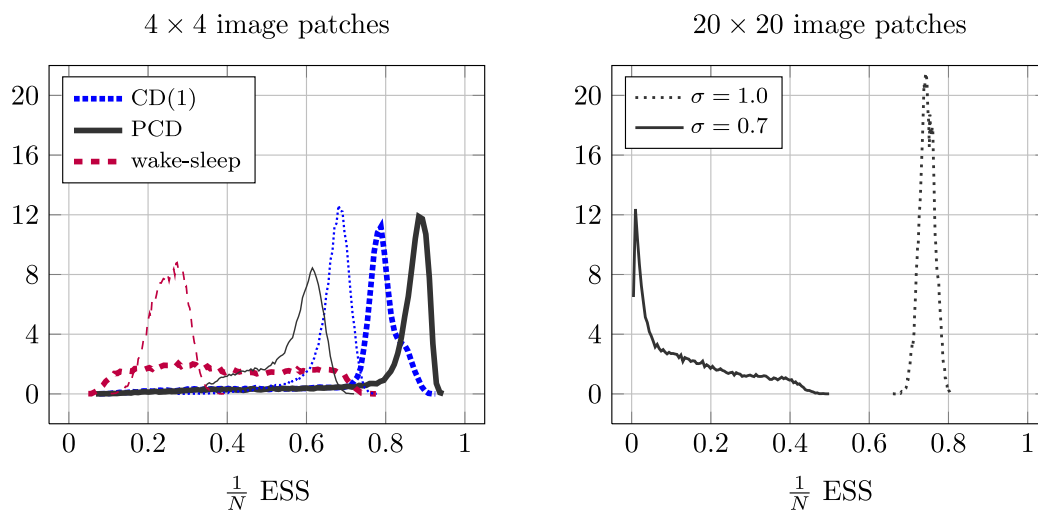 4 × 4 image patches
20
16
12
8
4
0
CD(1)
PCD
wake-sleep
0 0.2 0.4 0.6 0.8 1
1/N ESS
20 × 20 image patches
20
16
12
8
4
0
σ = 1.0
σ = 0.7
0 0.2 0.4 0.6 0.8 1
1/N ESS